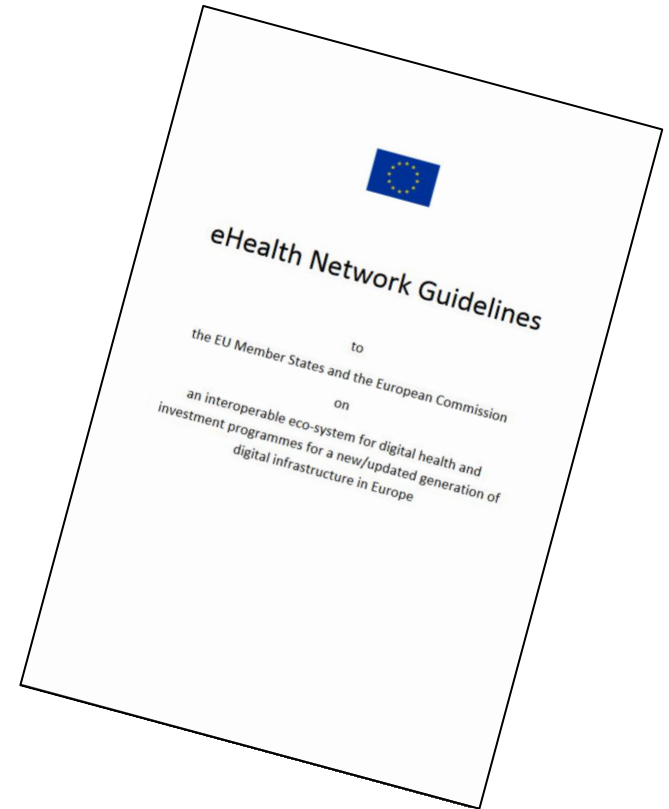 eHealth Network Guidelines
to
the EU Member States and the European Commission
on
an interoperable eco-system for digital health and
investment programmes for a new/updated generation of
digital infrastructure in Europe